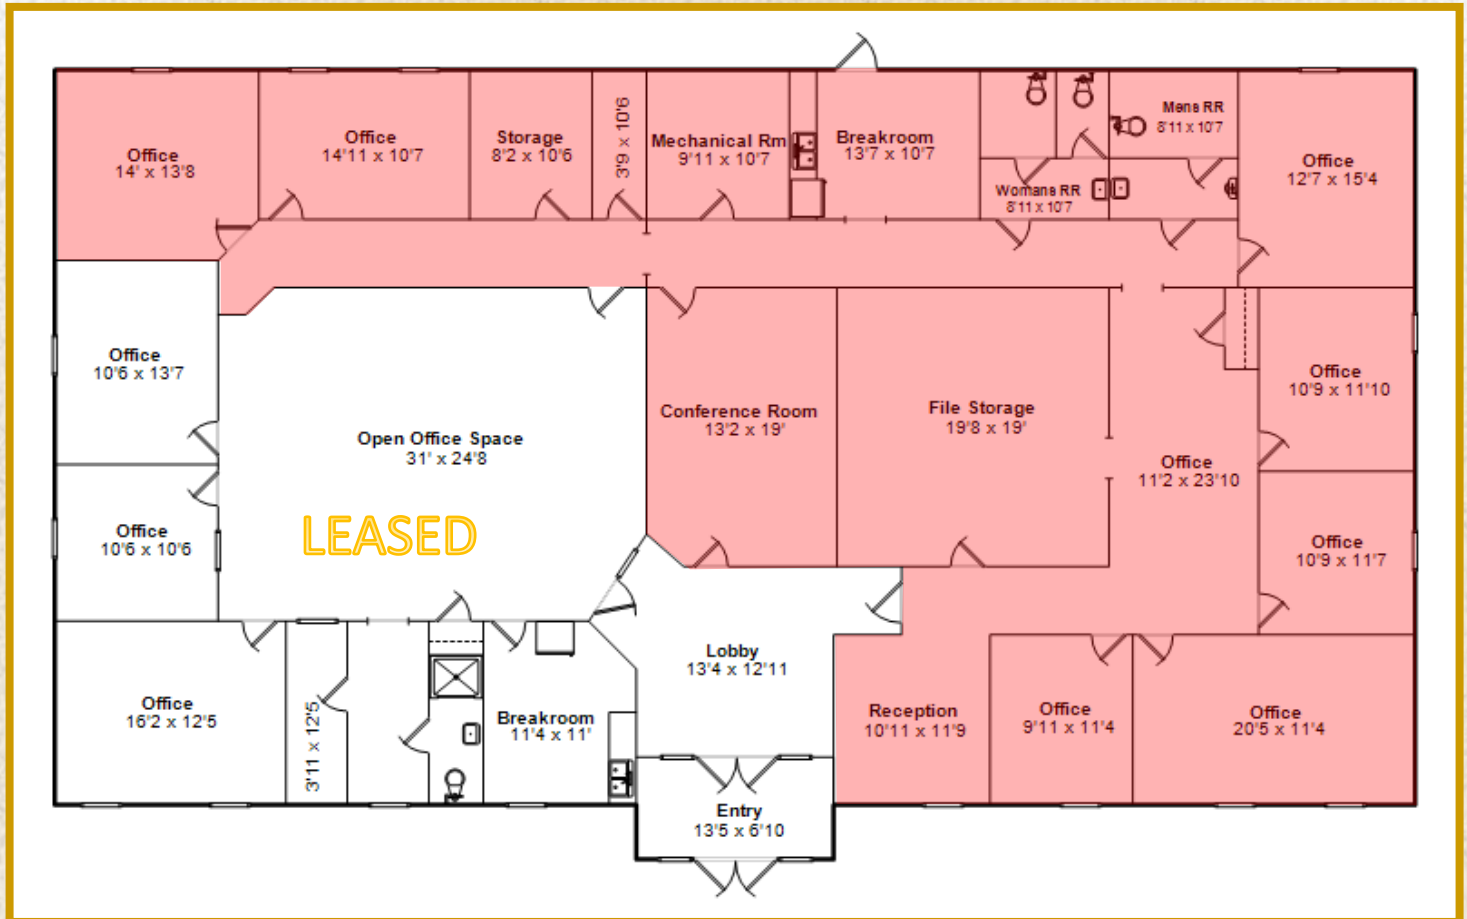 Office
14' x 13'8
Office
14'11 x 10'7
Storage
8'2 x 10'6
3'9 x 10'6
Mechanical Rm
9'11 x 10'7
Breakroom
13'7 x 10'7
Womans RR
8'11 x 10'7
Mens RR
8'11 x 10'7
Office
12'7 x 15'4
Office
10'6 x 13'7
Open Office Space
31' x 24'8
LEASED
Conference Room
13'2 x 19'
File Storage
19'8 x 19'
Office
11'2 x 23'10
Office
10'9 x 11'10
Office
10'6 x 10'6
Office
10'9 x 11'7
Office
16'2 x 12'5
3'11 x 12'5
Breakroom
11'4 x 11'
Lobby
13'4 x 12'11
Reception
10'11 x 11'9
Office
9'11 x 11'4
Office
20'5 x 11'4
Entry
13'5 x 6'10